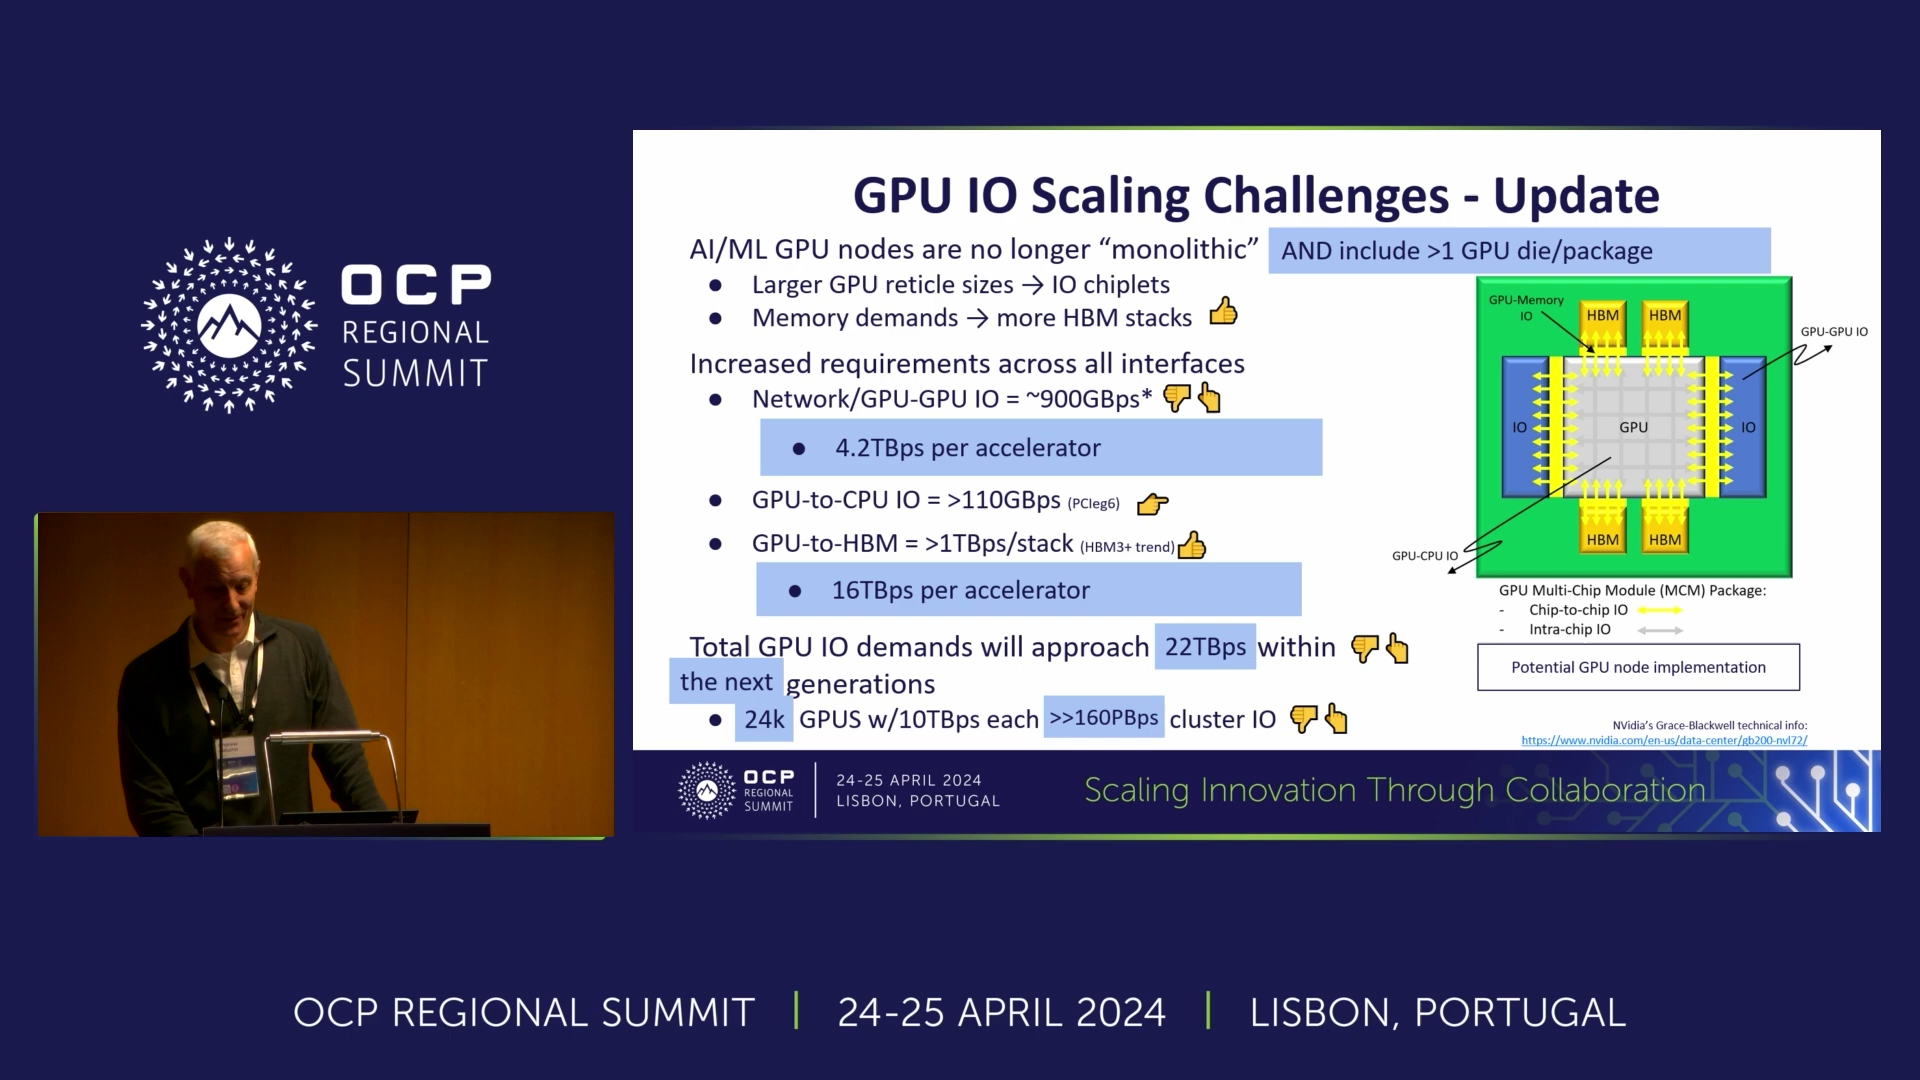 OCP
REGIONAL
SUMMIT
GPU IO Scaling Challenges - Update
AI/ML GPU nodes are no longer “monolithic” AND include >1 GPU die/package
● Larger GPU reticle sizes → IO chiplets
● Memory demands → more HBM stacks 👍
Increased requirements across all interfaces
● Network/GPU-GPU IO = ~900GBps* 👎👆
● 4.2TBps per accelerator
● GPU-to-CPU IO = >110GBps (PCIeg6) 👉
● GPU-to-HBM = >1TBps/stack (HBM3+ trend) 👍
● 16TBps per accelerator
Total GPU IO demands will approach 22TBps within 👎👆
the next generations
● 24k GPUS w/10TBps each >>160PBps cluster IO 👎👆
GPU-Memory
IO
HBM HBM
GPU-GPU IO
IO GPU IO
HBM HBM
GPU-CPU IO
GPU Multi-Chip Module (MCM) Package:
- Chip-to-chip IO
- Intra-chip IO
Potential GPU node implementation
NVidia’s Grace-Blackwell technical info:
https://www.nvidia.com/en-us/data-center/gb200-nvl72/
OCP
REGIONAL
SUMMIT
24-25 APRIL 2024
LISBON, PORTUGAL
Scaling Innovation Through Collaboration
OCP REGIONAL SUMMIT | 24-25 APRIL 2024 | LISBON, PORTUGAL